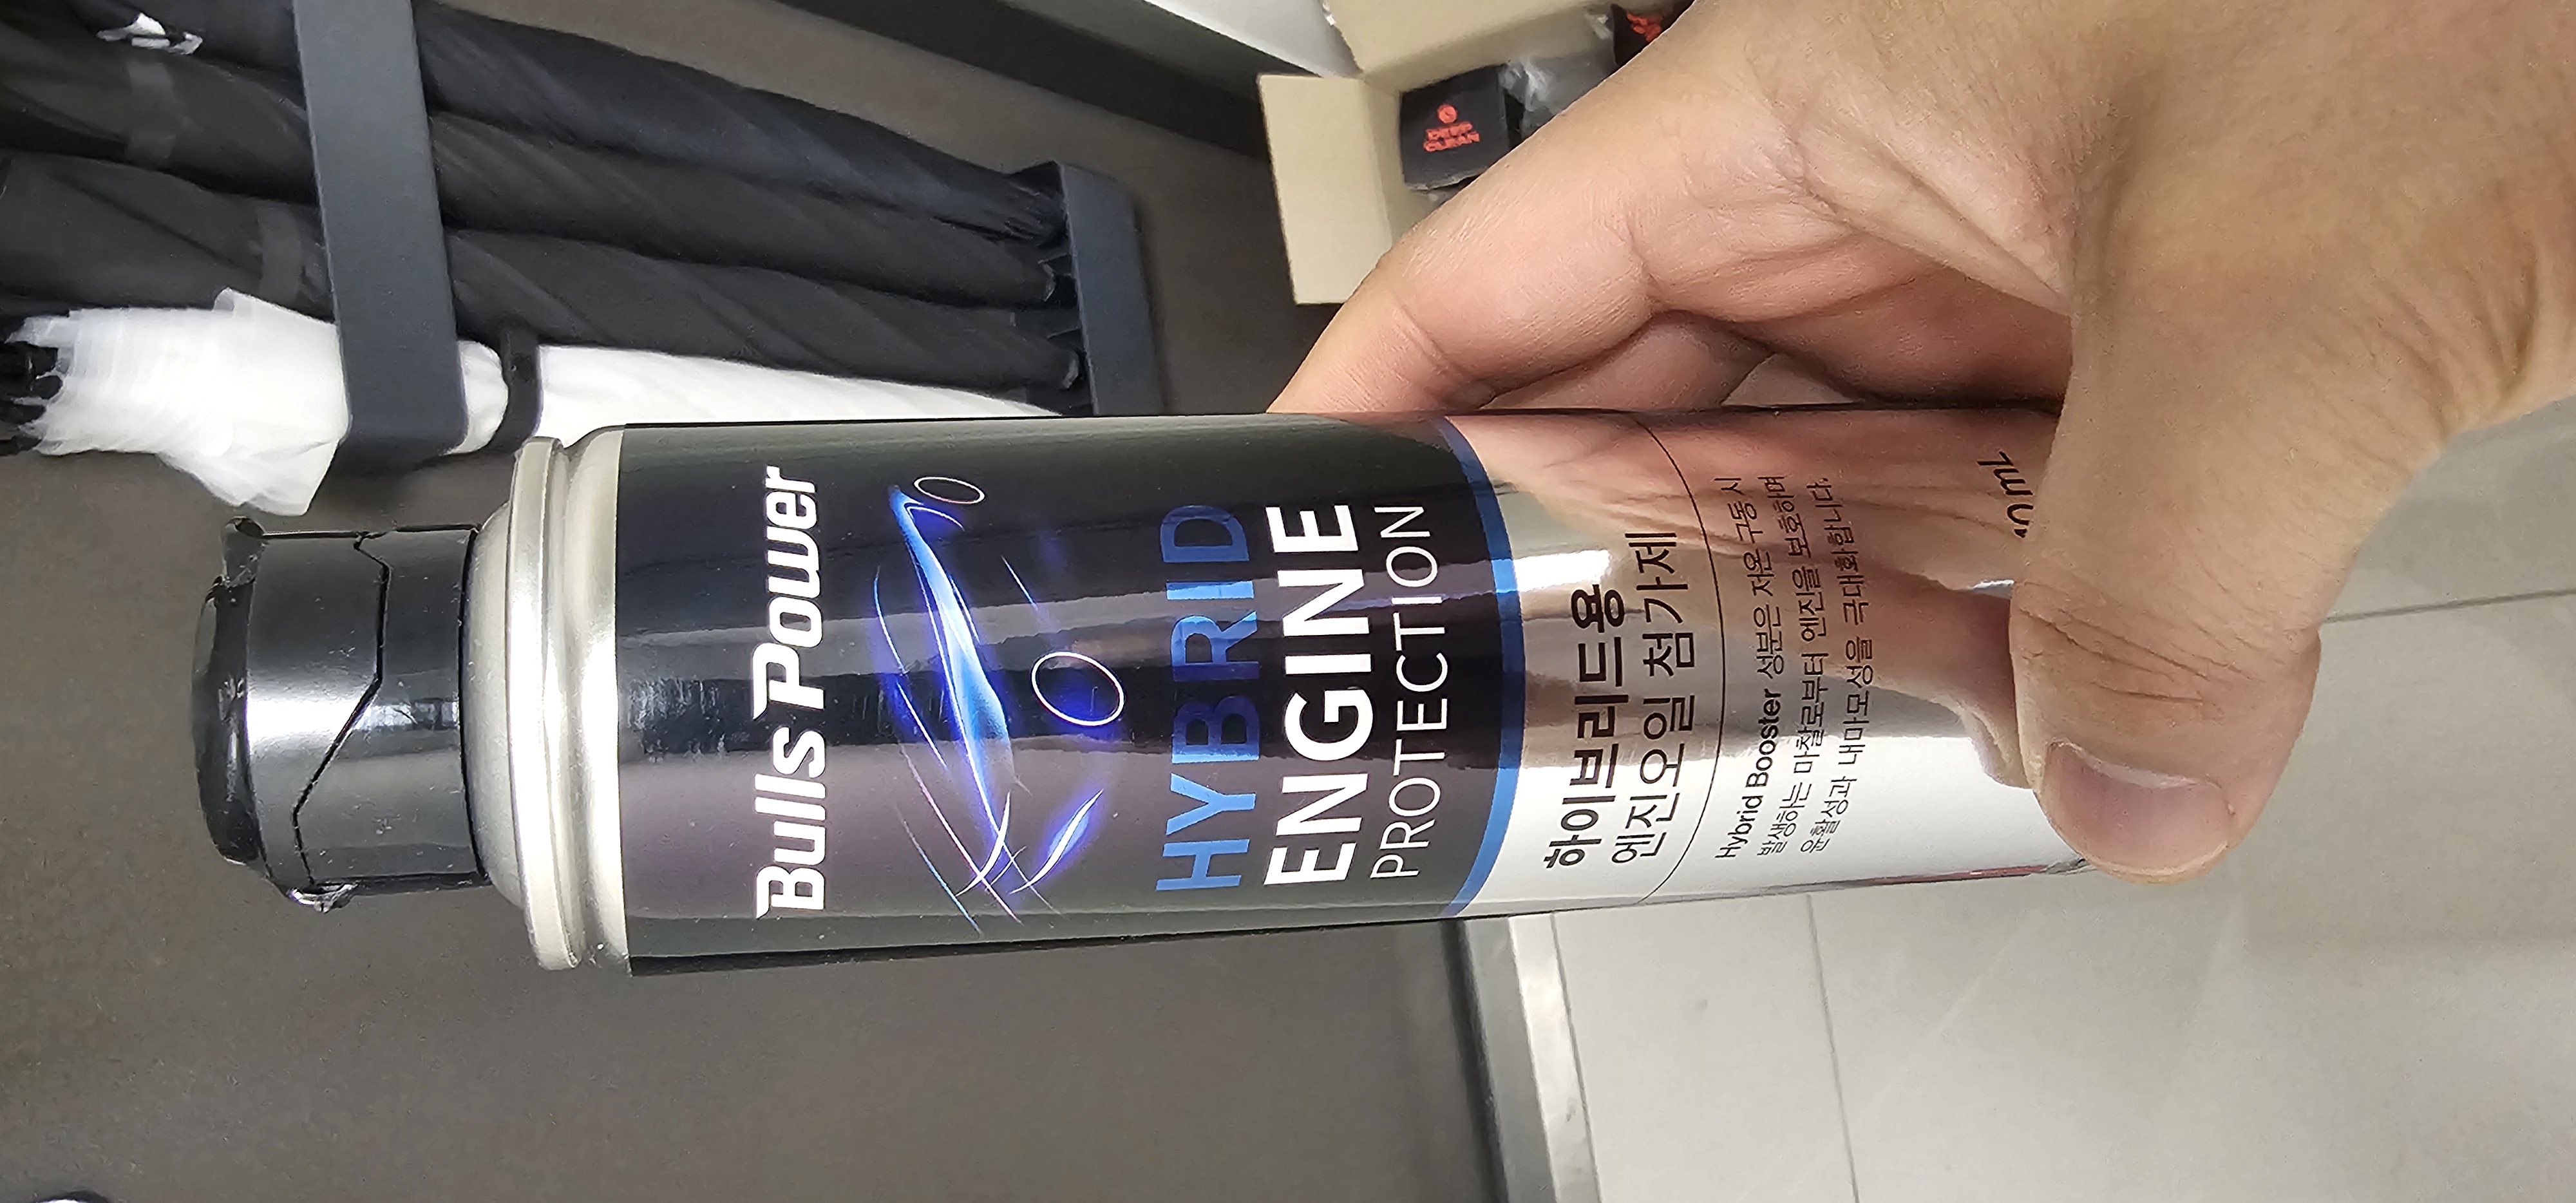 Bulls Power
HYBRID
ENGINE
PROTECTION
하이브리드용
엔진오일 첨가제
Hybrid Booster 성분은 저온 구동 시
발생하는 마찰로부터 엔진을 보호하며
윤활성과 내마모성을 극대화합니다.
mL
DEEP
CLEAN